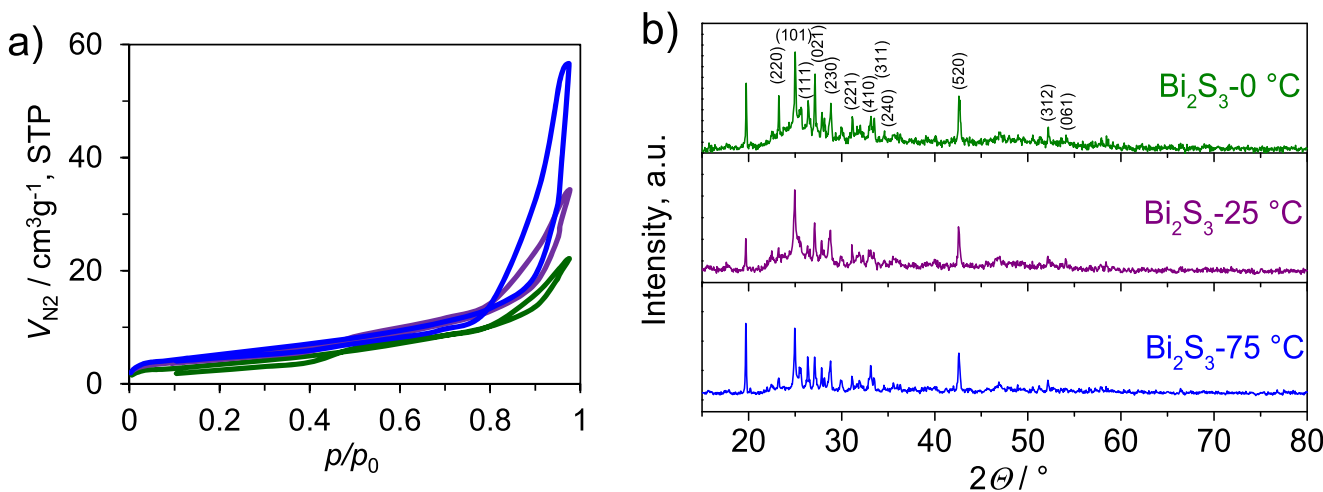 a)
V_N2 / cm³g⁻¹, STP
60
40
20
0
0
0.2
0.4
0.6
0.8
1
p/p₀
b)
Intensity, a.u.
(220)
(101)
(111)
(021)
(230)
(221)
(410)
(311)
(240)
(520)
(312)
(061)
Bi₂S₃-0 °C
Bi₂S₃-25 °C
Bi₂S₃-75 °C
20 30 40 50 60 70 80
2Θ / °